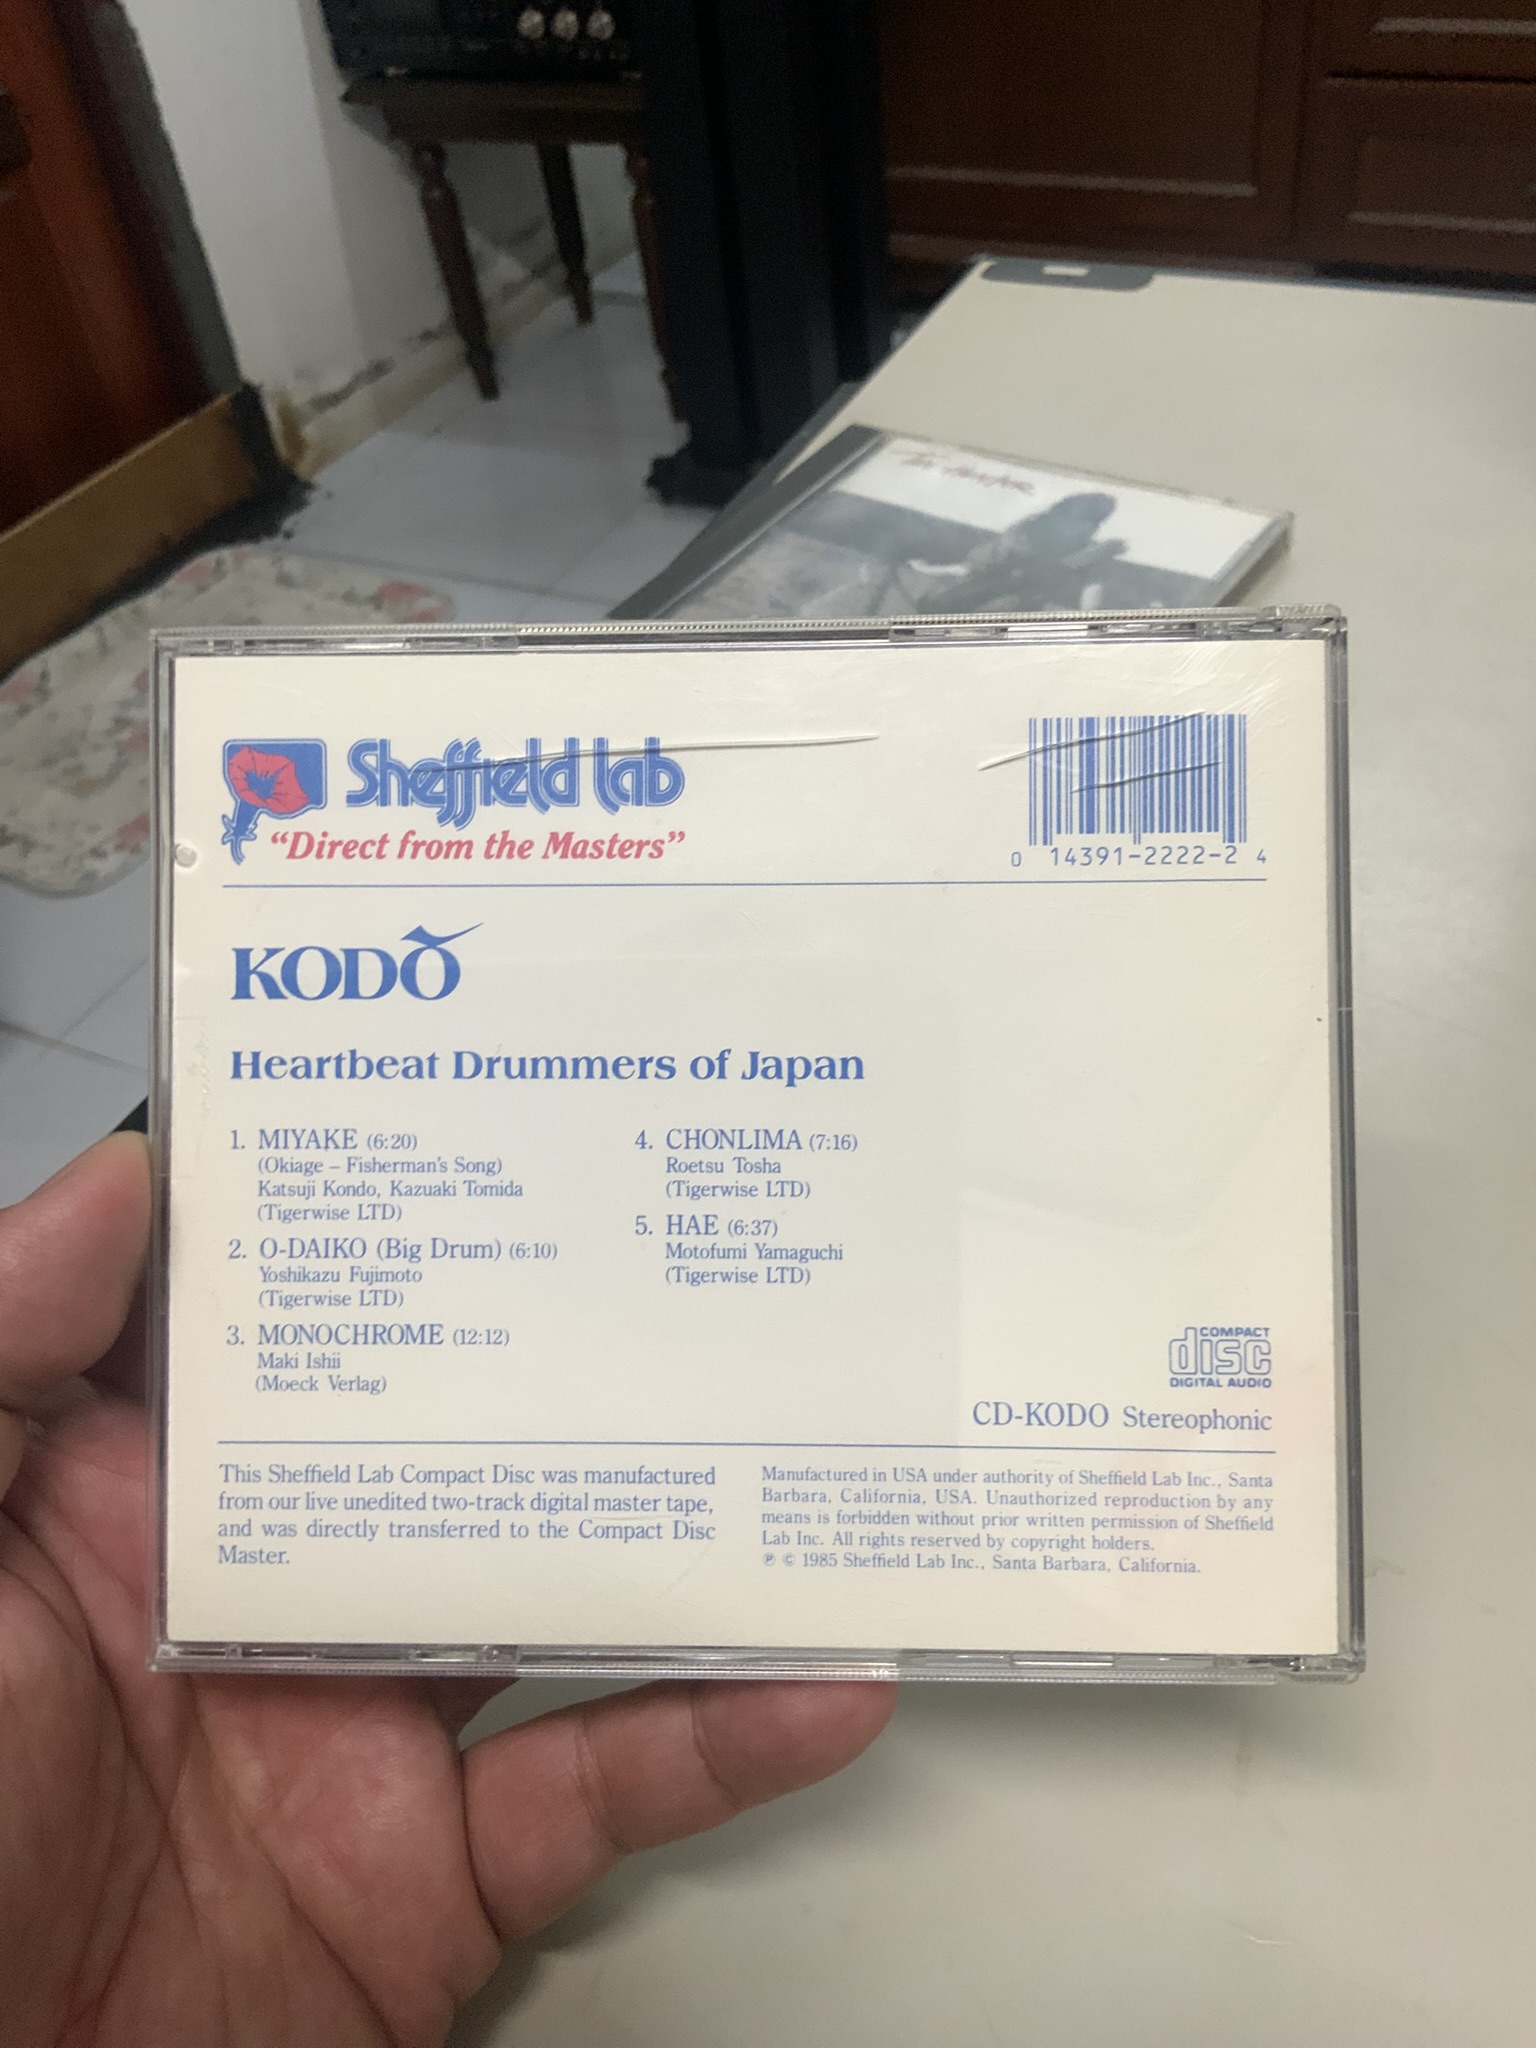 Sheffield Lab
“Direct from the Masters”
0 14391-2222-2 4
KODŌ
Heartbeat Drummers of Japan
1. MIYAKE (6:20)
(Okiage – Fisherman's Song)
Katsuji Kondo, Kazuaki Tomida
(Tigerwise LTD)
2. O-DAIKO (Big Drum) (6:10)
Yoshikazu Fujimoto
(Tigerwise LTD)
3. MONOCHROME (12:12)
Maki Ishii
(Moeck Verlag)
4. CHONLIMA (7:16)
Roetsu Tosha
(Tigerwise LTD)
5. HAE (6:37)
Motofumi Yamaguchi
(Tigerwise LTD)
COMPACT
disc
DIGITAL AUDIO
CD-KODO Stereophonic
This Sheffield Lab Compact Disc was manufactured
from our live unedited two-track digital master tape,
and was directly transferred to the Compact Disc
Master.
Manufactured in USA under authority of Sheffield Lab Inc., Santa
Barbara, California, USA. Unauthorized reproduction by any
means is forbidden without prior written permission of Sheffield
Lab Inc. All rights reserved by copyright holders.
℗ © 1985 Sheffield Lab Inc., Santa Barbara, California.